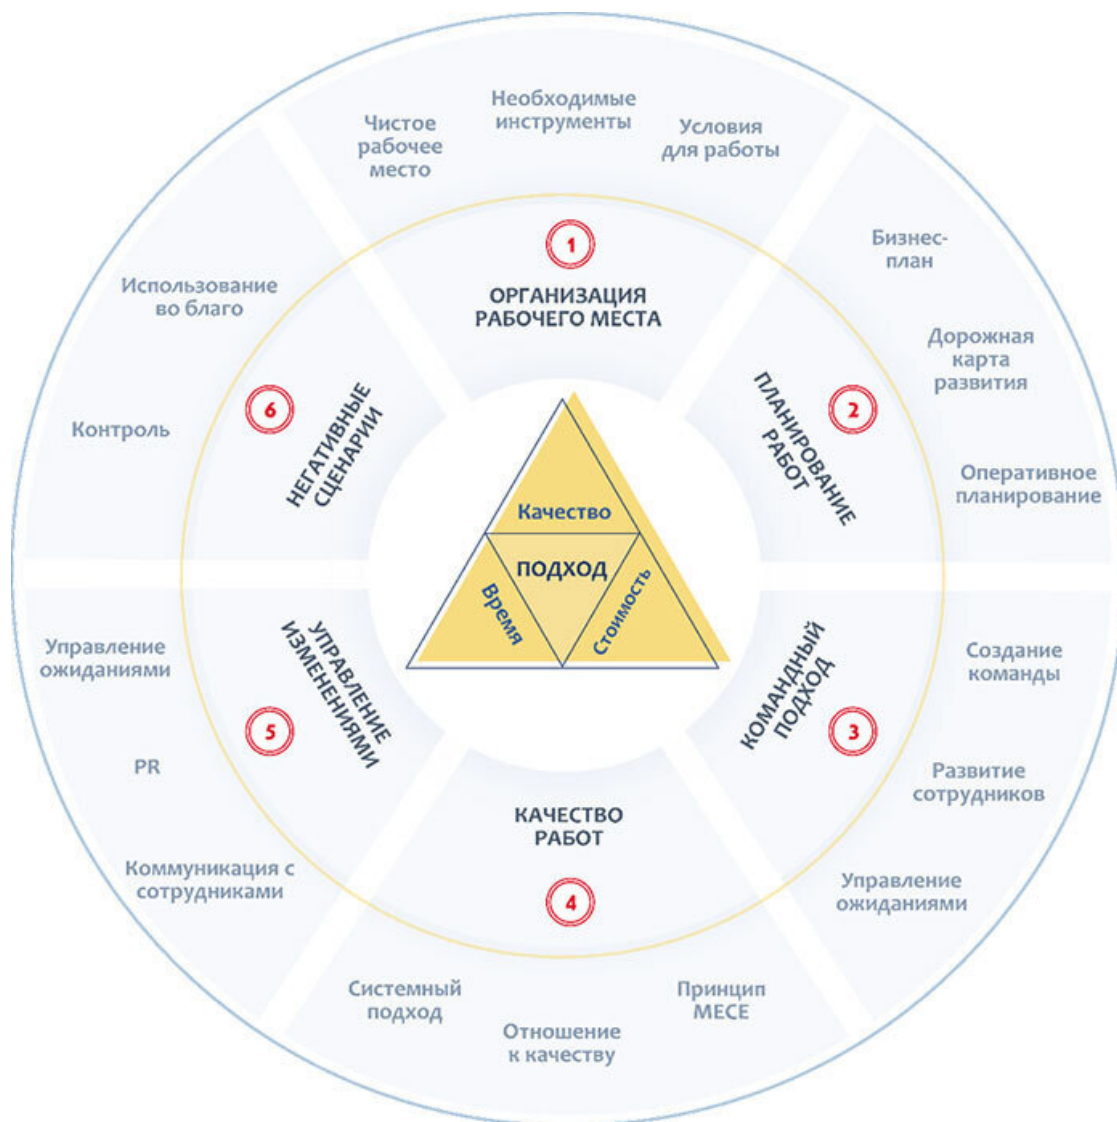 Чистое
рабочее
место
Необходимые
инструменты
Условия
для работы
1
ОРГАНИЗАЦИЯ
РАБОЧЕГО МЕСТА
Бизнес-
план
Дорожная
карта
развития
Оперативное
планирование
2
ПЛАНИРОВАНИЕ
РАБОТ
Создание
команды
Развитие
сотрудников
Управление
ожиданиями
3
КОМАНДНЫЙ
ПОДХОД
КАЧЕСТВО
РАБОТ
4
Системный
подход
Отношение
к качеству
Принцип
MECE
УПРАВЛЕНИЕ
ИЗМЕНЕНИЯМИ
5
Управление
ожиданиями
PR
Коммуникация с
сотрудниками
6
НЕГАТИВНЫЕ
СЦЕНАРИИ
Использование
во благо
Контроль
Качество
ПОДХОД
Время
Стоимость